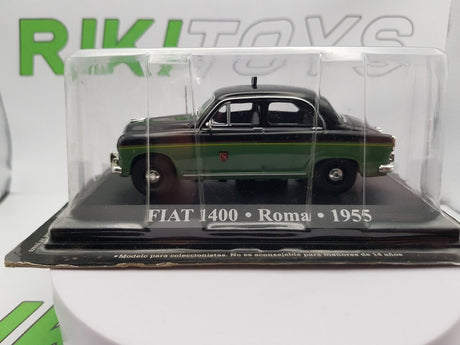 RIKITOYS
FIAT 1400 • Roma • 1955
• Modelo para coleccionistas. No es aconsejable para menores de 14 años